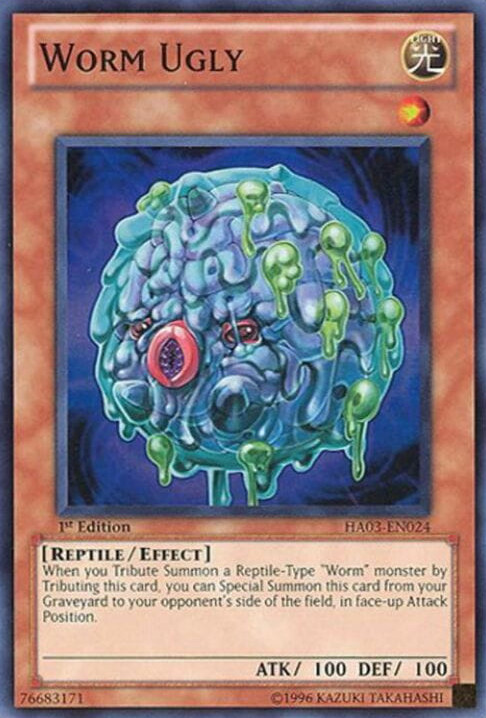 WORM UGLY
LIGHT
光
1ST Edition
HA03-EN024
[REPTILE/EFFECT]
When you Tribute Summon a Reptile-Type "Worm" monster by
Tributing this card, you can Special Summon this card from your
Graveyard to your opponent's side of the field, in face-up Attack
Position.
ATK/ 100 DEF/ 100
76683171
©1996 KAZUKI TAKAHASHI